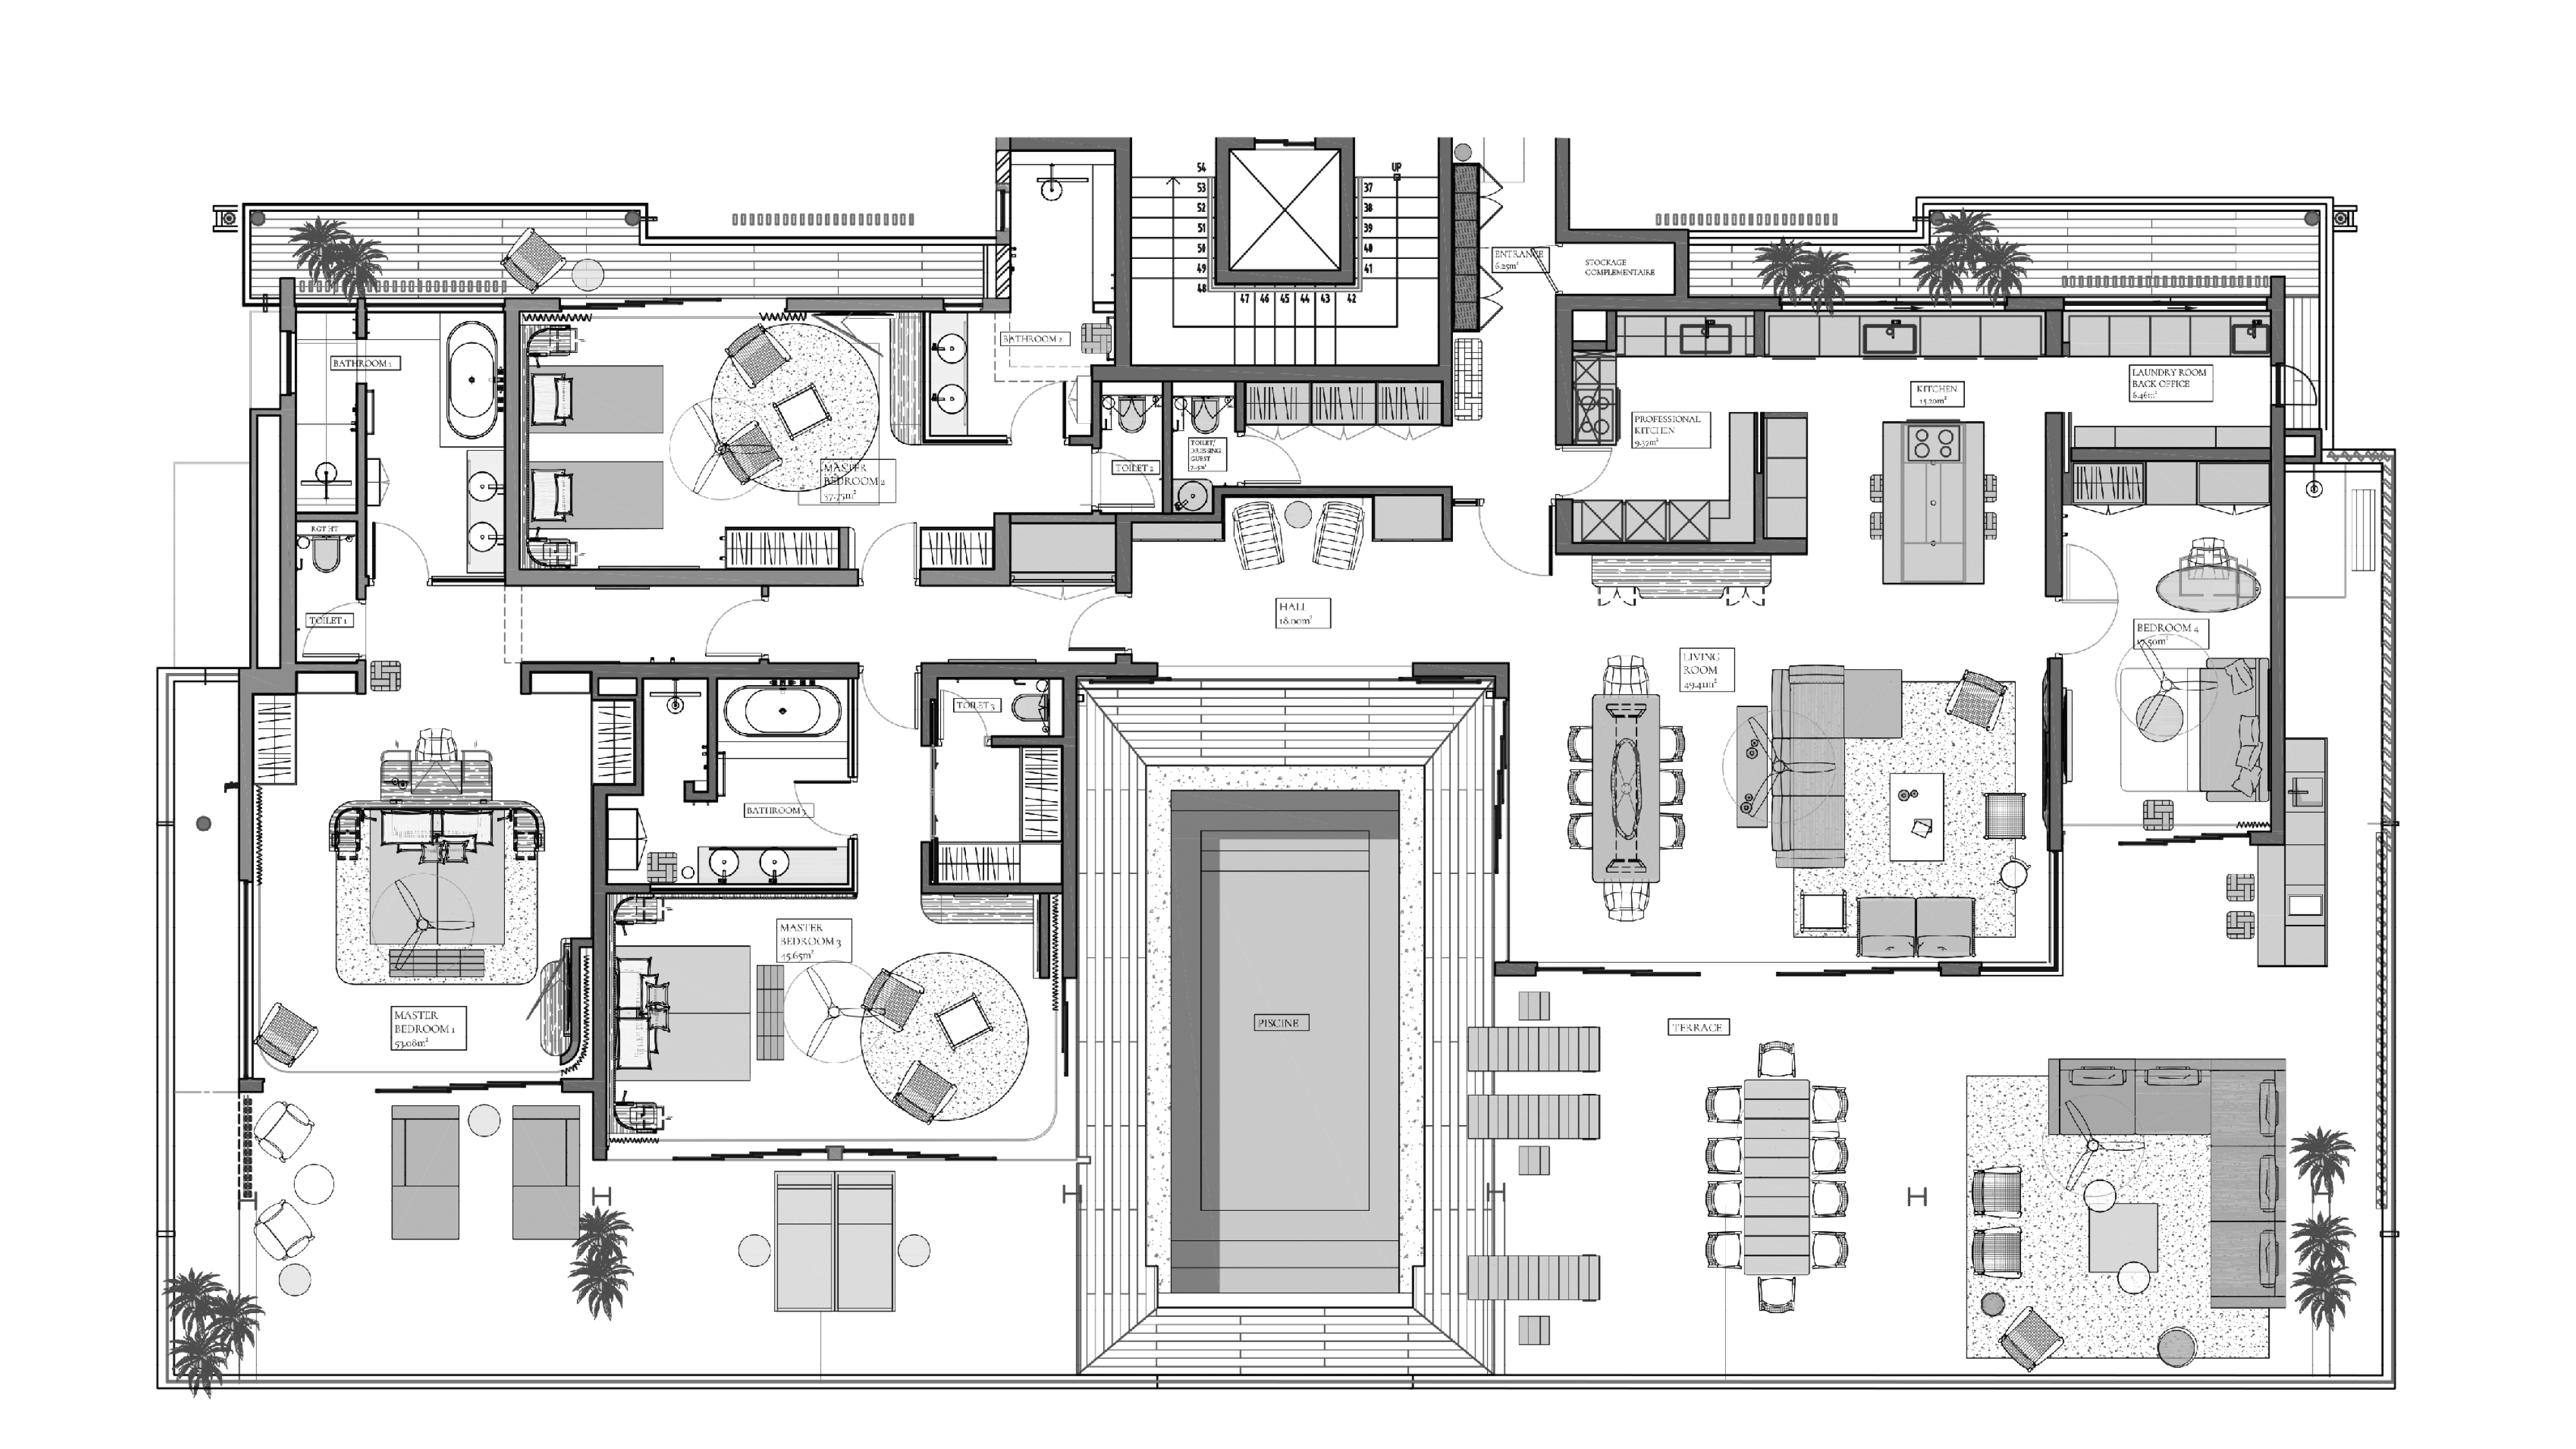 54
53
52
51
50
49
48
47
46
45
44
43
42
UP
37
38
39
40
41
ENTRANCE
6.25m²
STOCKAGE
COMPLEMENTAIRE
BATHROOM 1
BATHROOM 2
LAUNDRY ROOM
BACK OFFICE
6.46m²
KITCHEN
15.20m²
PROFESSIONAL
KITCHEN
9.37m²
TOILET/
DRESSING
GUEST
TOILET 2
MASTER
BEDROOM 2
37.75m²
RGT HT
TOILET 1
HALL
18.00m²
BEDROOM 4
17.50m²
LIVING
ROOM
49.41m²
TOILET 3
BATHROOM 3
MASTER
BEDROOM 3
45.65m²
MASTER
BEDROOM 1
53.08m²
PISCINE
TERRACE